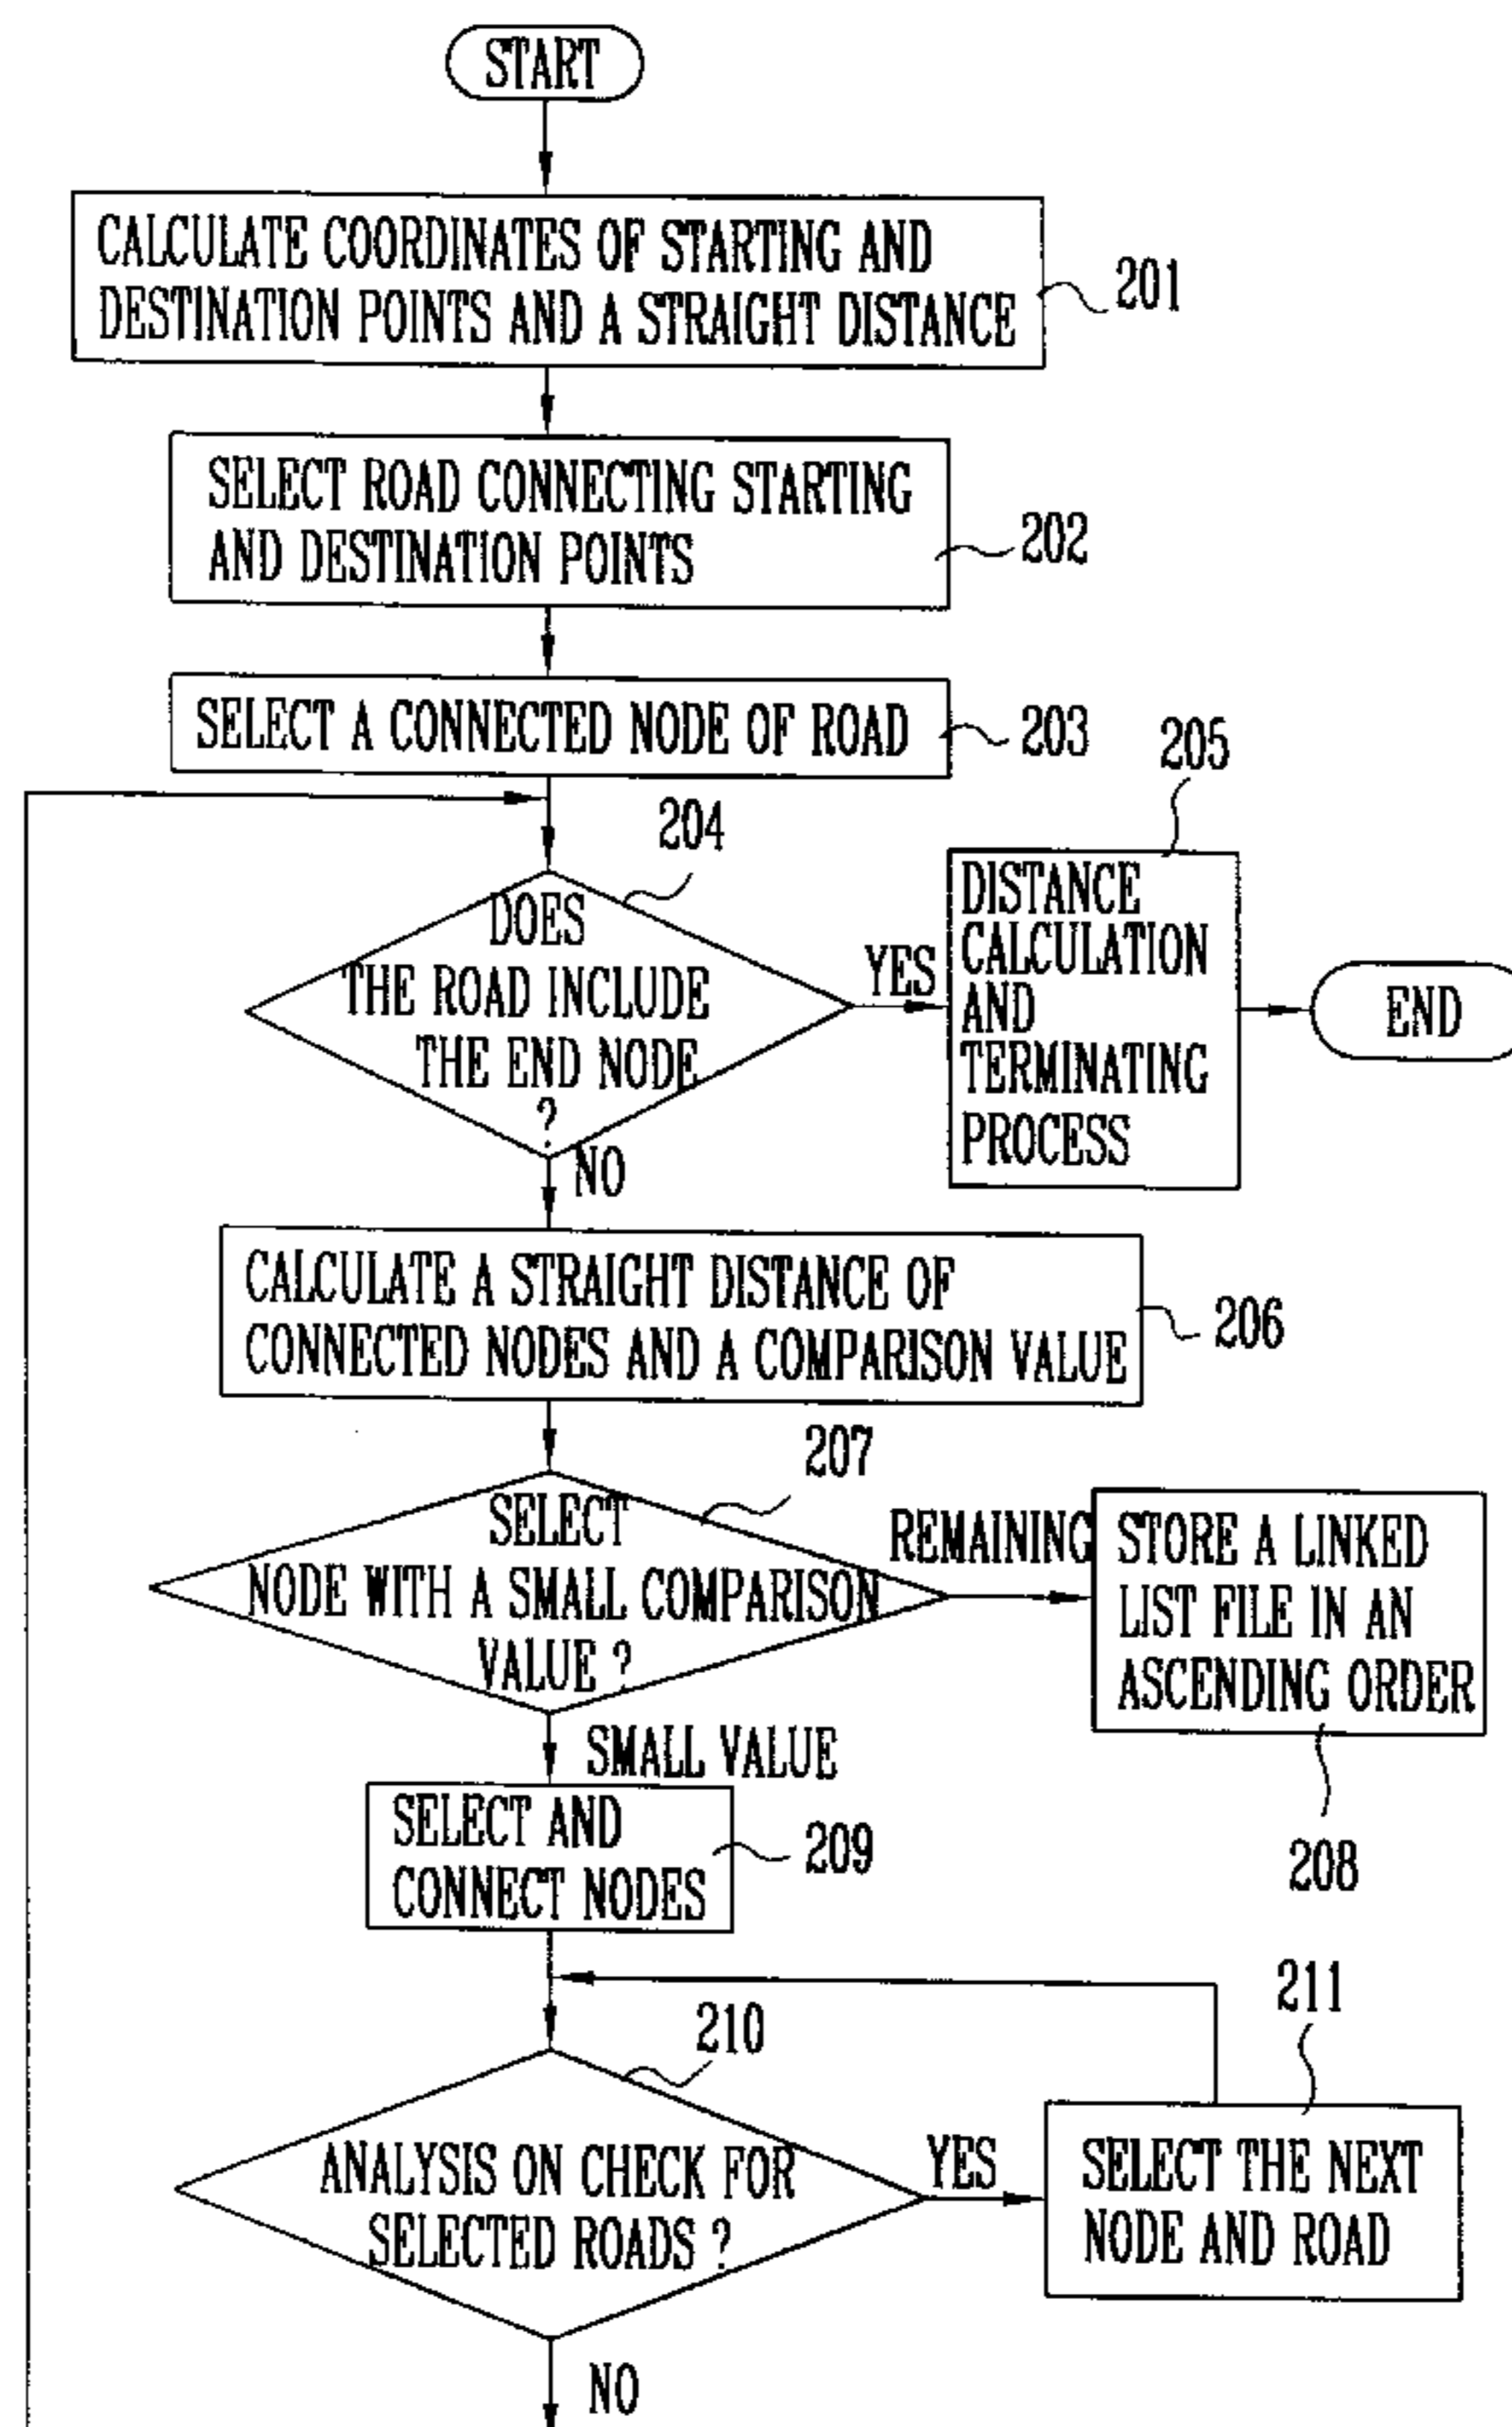 START
CALCULATE COORDINATES OF STARTING AND
DESTINATION POINTS AND A STRAIGHT DISTANCE
201
SELECT ROAD CONNECTING STARTING
AND DESTINATION POINTS
202
SELECT A CONNECTED NODE OF ROAD
203
204
DOES
THE ROAD INCLUDE
THE END NODE
?
YES
205
DISTANCE
CALCULATION
AND
TERMINATING
PROCESS
END
NO
CALCULATE A STRAIGHT DISTANCE OF
CONNECTED NODES AND A COMPARISON VALUE
206
207
SELECT
NODE WITH A SMALL COMPARISON
VALUE ?
REMAINING
STORE A LINKED
LIST FILE IN AN
ASCENDING ORDER
208
SMALL VALUE
SELECT AND
CONNECT NODES
209
210
ANALYSIS ON CHECK FOR
SELECTED ROADS ?
YES
211
SELECT THE NEXT
NODE AND ROAD
NO